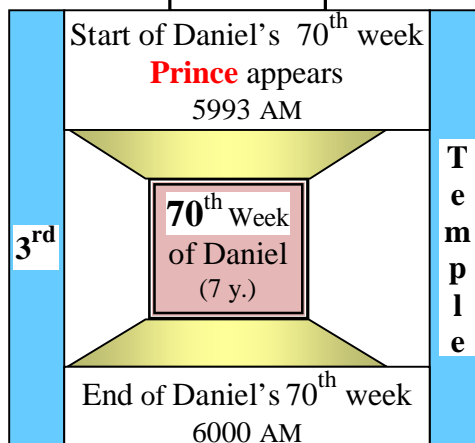 Start of Daniel's 70th week
Prince appears
5993 AM
3rd
70th Week
of Daniel
(7 y.)
Temple
End of Daniel's 70th week
6000 AM